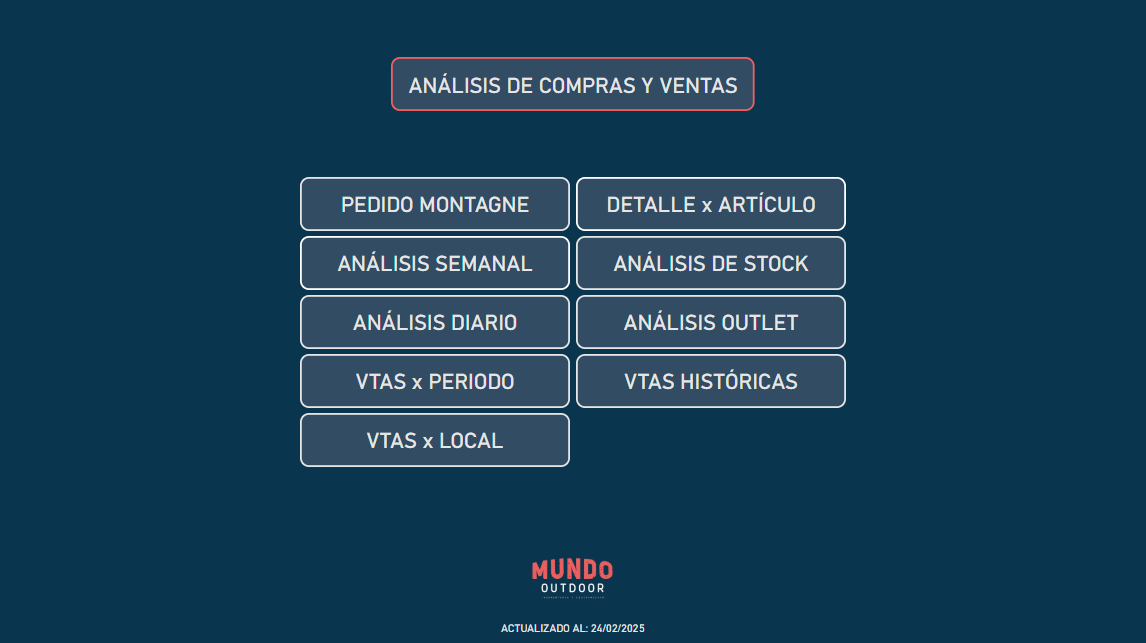 ANÁLISIS DE COMPRAS Y VENTAS
PEDIDO MONTAGNE
DETALLE x ARTÍCULO
ANÁLISIS SEMANAL
ANÁLISIS DE STOCK
ANÁLISIS DIARIO
ANÁLISIS OUTLET
VTAS x PERIODO
VTAS HISTÓRICAS
VTAS x LOCAL
MUNDO
OUTDOOR
ACTUALIZADO AL: 24/02/2025